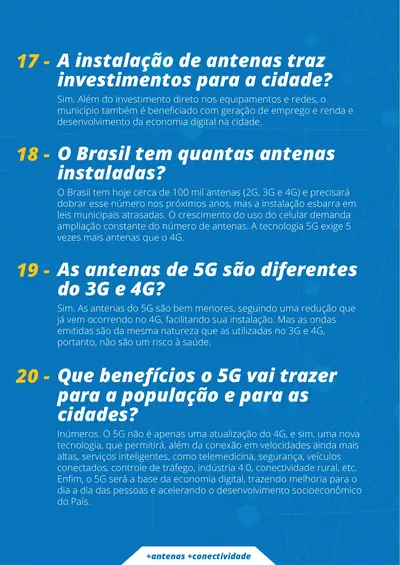 17 - A instalação de antenas traz
investimentos para a cidade?
Sim. Além do investimento direto nos equipamentos e redes, o
município também é beneficiado com geração de emprego e renda e
desenvolvimento da economia digital na cidade.
18 - O Brasil tem quantas antenas
instaladas?
O Brasil tem hoje cerca de 100 mil antenas (2G, 3G e 4G) e precisará
dobrar esse número nos próximos anos, mas a instalação esbarra em
leis municipais atrasadas. O crescimento do uso do celular demanda
ampliação constante do número de antenas. A tecnologia 5G exige 5
vezes mais antenas que o 4G.
19 - As antenas de 5G são diferentes
do 3G e 4G?
Sim. As antenas do 5G são bem menores, seguindo uma redução que
já vem ocorrendo no 4G, facilitando sua instalação. Mas as ondas
emitidas são da mesma natureza que as utilizadas no 3G e 4G,
portanto, não são um risco à saúde.
20 - Que benefícios o 5G vai trazer
para a população e para as
cidades?
Inúmeros. O 5G não é apenas uma atualização do 4G, e sim, uma nova
tecnologia, que permitirá, além da conexão em velocidades ainda mais
altas, serviços inteligentes, como telemedicina, segurança, veículos
conectados, controle de tráfego, indústria 4.0, conectividade rural, etc.
Enfim, o 5G será a base da economia digital, trazendo melhoria para o
dia a dia das pessoas e acelerando o desenvolvimento socioeconômico
do País.
+antenas +conectividade